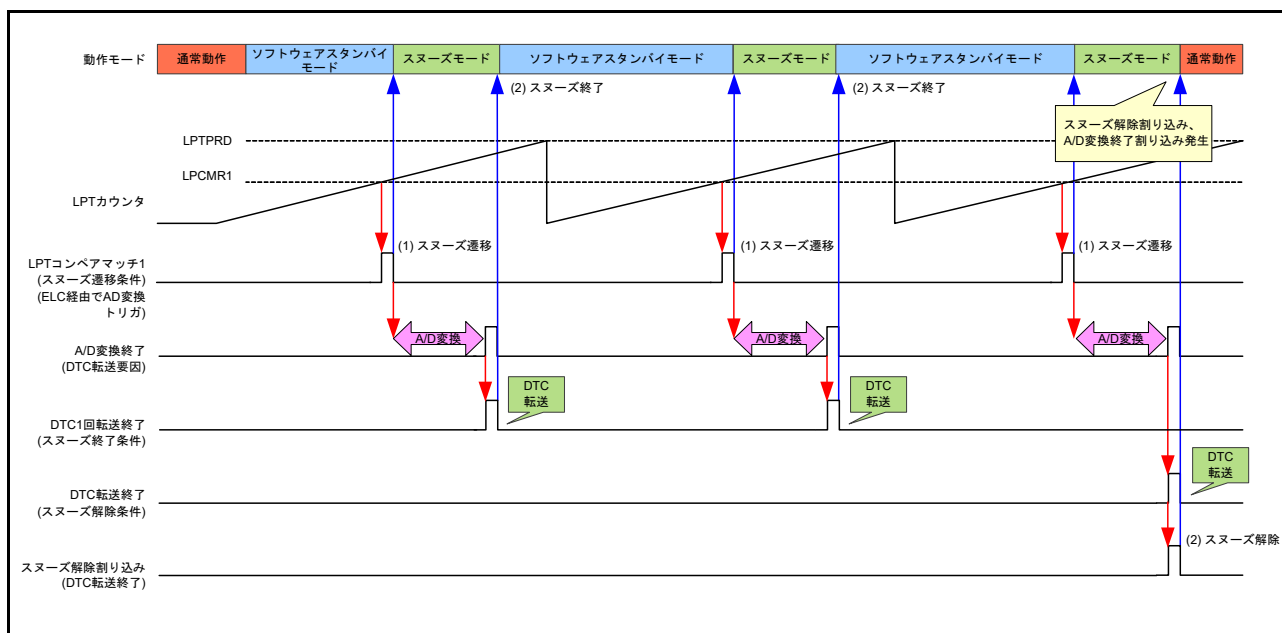 動作モード
通常動作
ソフトウェアスタンバイ
モード
スヌーズモード
ソフトウェアスタンバイモード
スヌーズモード
ソフトウェアスタンバイモード
スヌーズモード
通常動作
(2) スヌーズ終了
(2) スヌーズ終了
スヌーズ解除割り込み、
A/D変換終了割り込み発生
LPTPRD
LPCMR1
LPTカウンタ
(1) スヌーズ遷移
(1) スヌーズ遷移
(1) スヌーズ遷移
LPTコンペアマッチ1
(スヌーズ遷移条件)
(ELC経由でAD変換
トリガ)
A/D変換
A/D変換
A/D変換
A/D変換終了
(DTC転送要因)
DTC
転送
DTC
転送
DTC1回転送終了
(スヌーズ終了条件)
DTC
転送
DTC転送終了
(スヌーズ解除条件)
(2) スヌーズ解除
スヌーズ解除割り込み
(DTC転送終了)